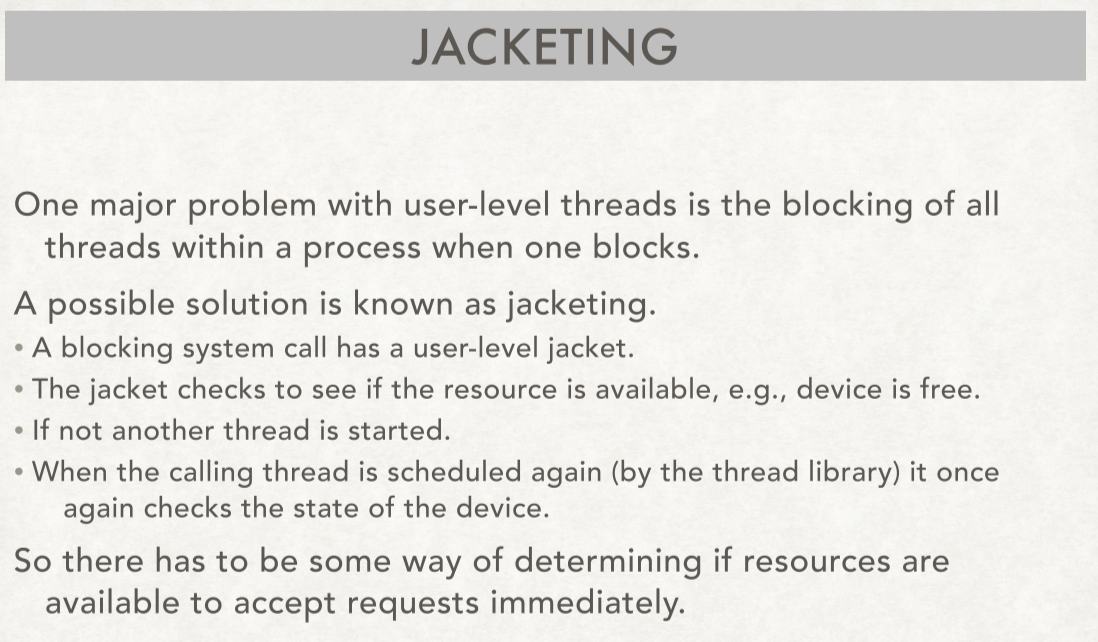 JACKETING
One major problem with user-level threads is the blocking of all
threads within a process when one blocks.
A possible solution is known as jacketing.
• A blocking system call has a user-level jacket.
• The jacket checks to see if the resource is available, e.g., device is free.
• If not another thread is started.
• When the calling thread is scheduled again (by the thread library) it once
again checks the state of the device.
So there has to be some way of determining if resources are
available to accept requests immediately.